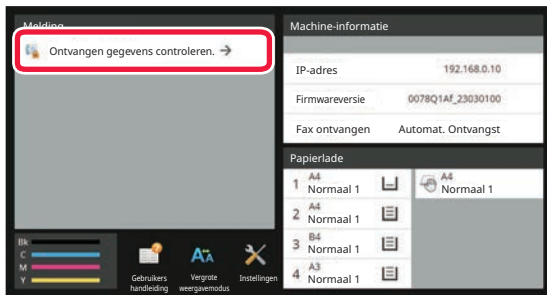 Melding
Ontvangen gegevens controleren. →
Bk
C
M
Y
Gebruikers
handleiding
Vergrote
weergavemodus
Instellingen
Machine-informatie
IP-adres 192.168.0.10
Firmwareversie 0078Q1Af_23030100
Fax ontvangen Automat. Ontvangst
Papierlade
1 A4
Normaal 1
2 A4
Normaal 1
3 B4
Normaal 1
4 A3
Normaal 1
A4
Normaal 1